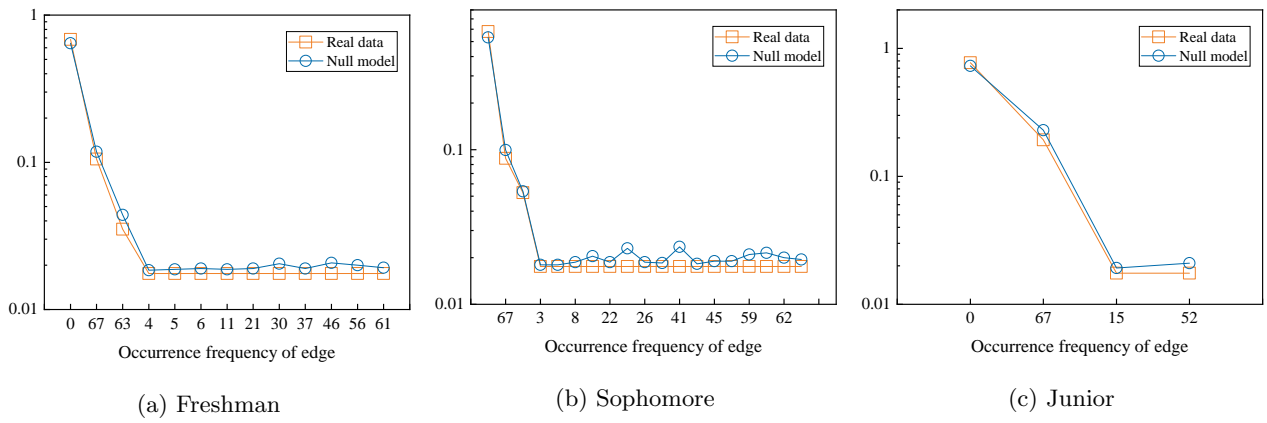 1
0.1
0.01
Real data
Null model
0 67 63 4 5 6 11 21 30 37 46 56 61
Occurrence frequency of edge
(a) Freshman
0.1
0.01
Real data
Null model
67 3 8 22 26 41 45 59 62
Occurrence frequency of edge
(b) Sophomore
1
0.1
0.01
Real data
Null model
0 67 15 52
Occurrence frequency of edge
(c) Junior